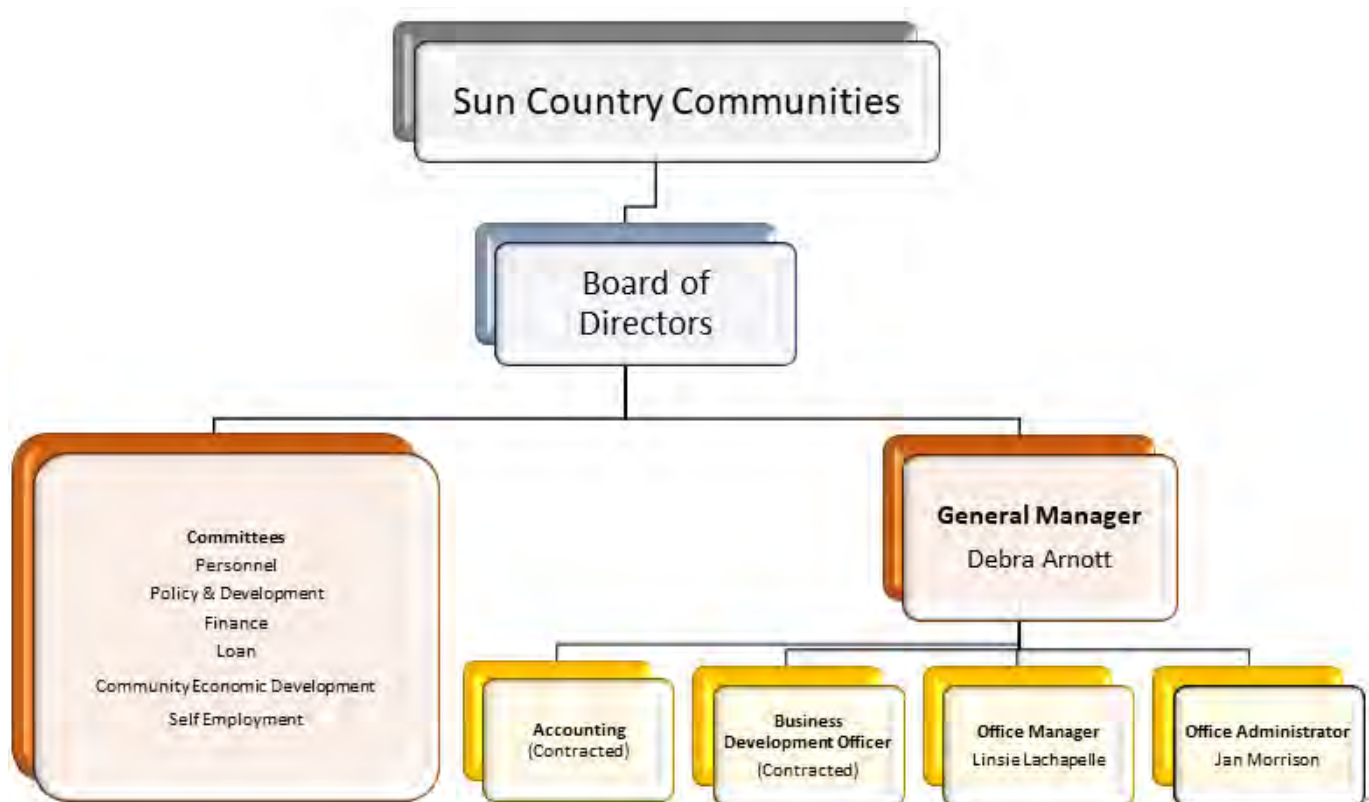 Sun Country Communities
Board of
Directors
Committees
Personnel
Policy & Development
Finance
Loan
Community Economic Development
Self Employment
General Manager
Debra Arnott
Accounting
(Contracted)
Business
Development Officer
(Contracted)
Office Manager
Linsie Lachapelle
Office Administrator
Jan Morrison